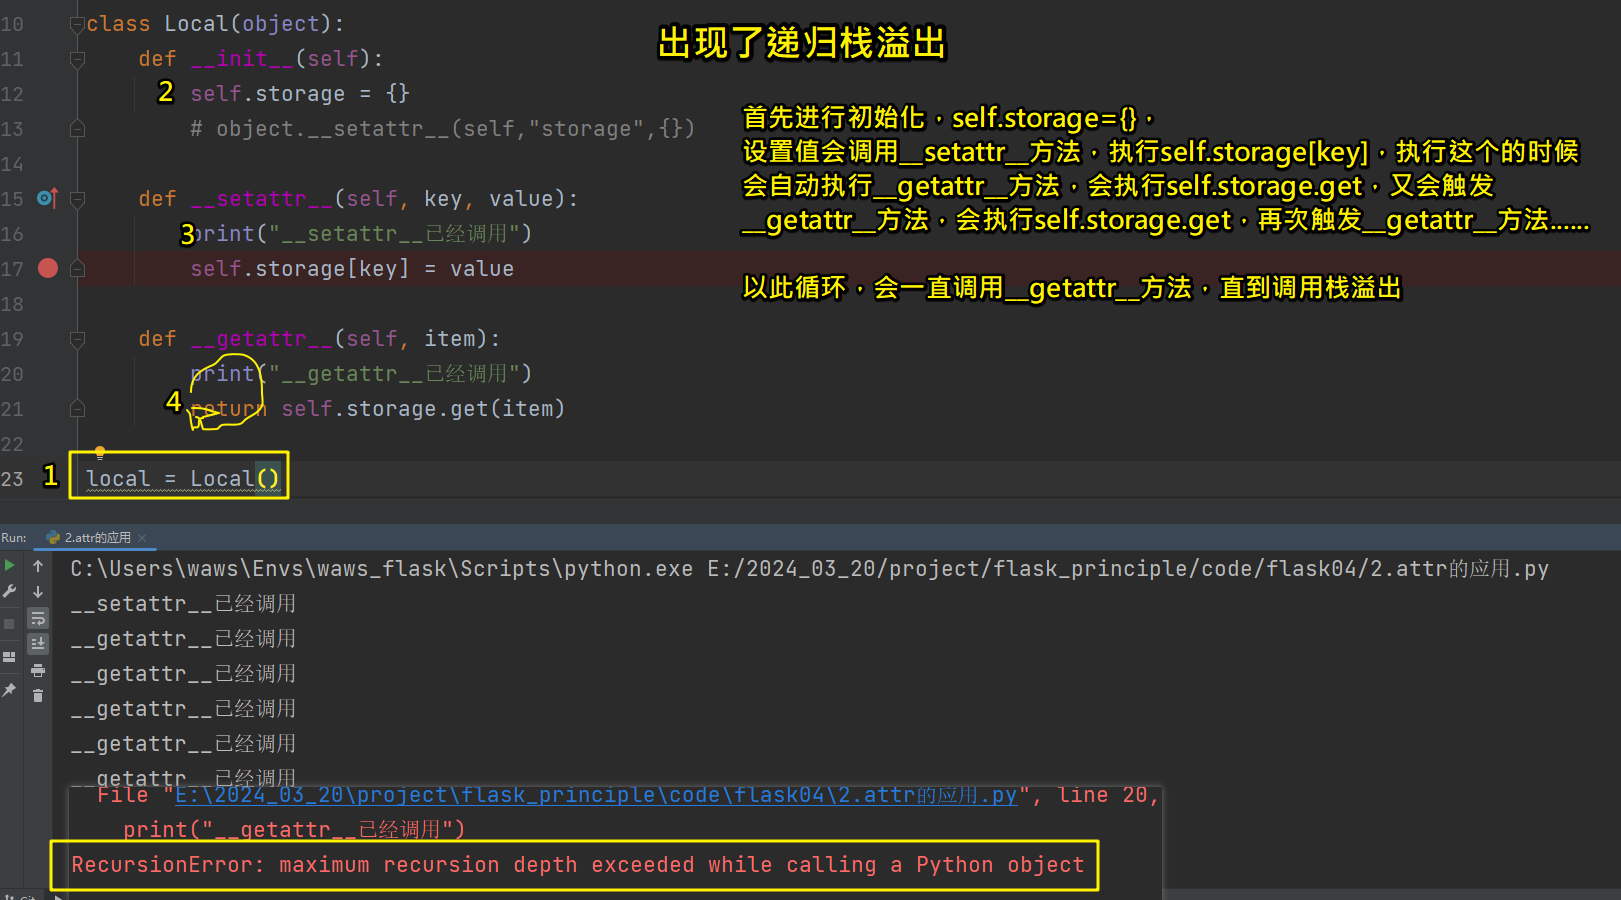 出现了递归栈溢出
10 class Local(object):
11 def __init__(self):
12 2 self.storage = {}
13 # object.__setattr__(self,"storage",{})
14
15 def __setattr__(self, key, value):
16 3 print("__setattr__已经调用")
17 self.storage[key] = value
18
19 def __getattr__(self, item):
20 print("__getattr__已经调用")
21 4 return self.storage.get(item)
22
23 1 local = Local()
首先进行初始化，self.storage={}，
设置值会调用__setattr__方法，执行self.storage[key]，执行这个的时候
会自动执行__getattr__方法，会执行self.storage.get，又会触发
__getattr__方法，会执行self.storage.get，再次触发__getattr__方法......
以此循环，会一直调用__getattr__方法，直到调用栈溢出
Run: 2.attr的应用
C:\Users\waws\Envs\waws_flask\Scripts\python.exe E:/2024_03_20/project/flask_principle/code/flask04/2.attr的应用.py
__setattr__已经调用
__getattr__已经调用
__getattr__已经调用
__getattr__已经调用
__getattr__已经调用
__getattr__已经调用
File "E:\2024_03_20\project\flask_principle\code\flask04\2.attr的应用.py", line 20,
print("__getattr__已经调用")
RecursionError: maximum recursion depth exceeded while calling a Python object